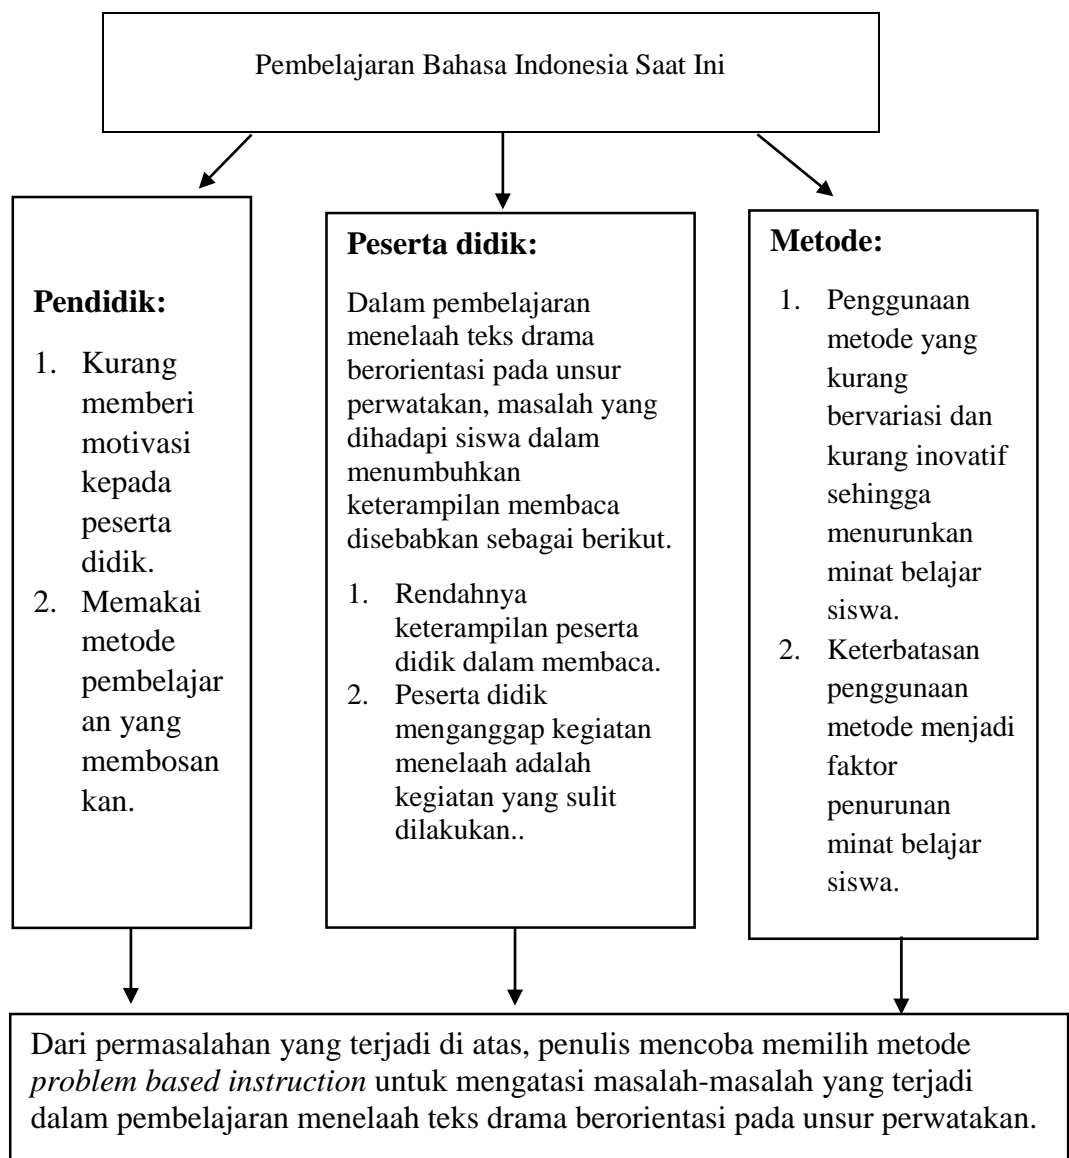 Pembelajaran Bahasa Indonesia Saat Ini
Pendidik:
1. Kurang
memberi
motivasi
kepada
peserta
didik.
2. Memakai
metode
pembelajar
an yang
membosan
kan.
Peserta didik:
Dalam pembelajaran
menelaah teks drama
berorientasi pada unsur
perwatakan, masalah yang
dihadapi siswa dalam
menumbuhkan
keterampilan membaca
disebabkan sebagai berikut.
1. Rendahnya
keterampilan peserta
didik dalam membaca.
2. Peserta didik
menganggap kegiatan
menelaah adalah
kegiatan yang sulit
dilakukan..
Metode:
1. Penggunaan
metode yang
kurang
bervariasi dan
kurang inovatif
sehingga
menurunkan
minat belajar
siswa.
2. Keterbatasan
penggunaan
metode menjadi
faktor
penurunan
minat belajar
siswa.
Dari permasalahan yang terjadi di atas, penulis mencoba memilih metode
problem based instruction untuk mengatasi masalah-masalah yang terjadi
dalam pembelajaran menelaah teks drama berorientasi pada unsur perwatakan.